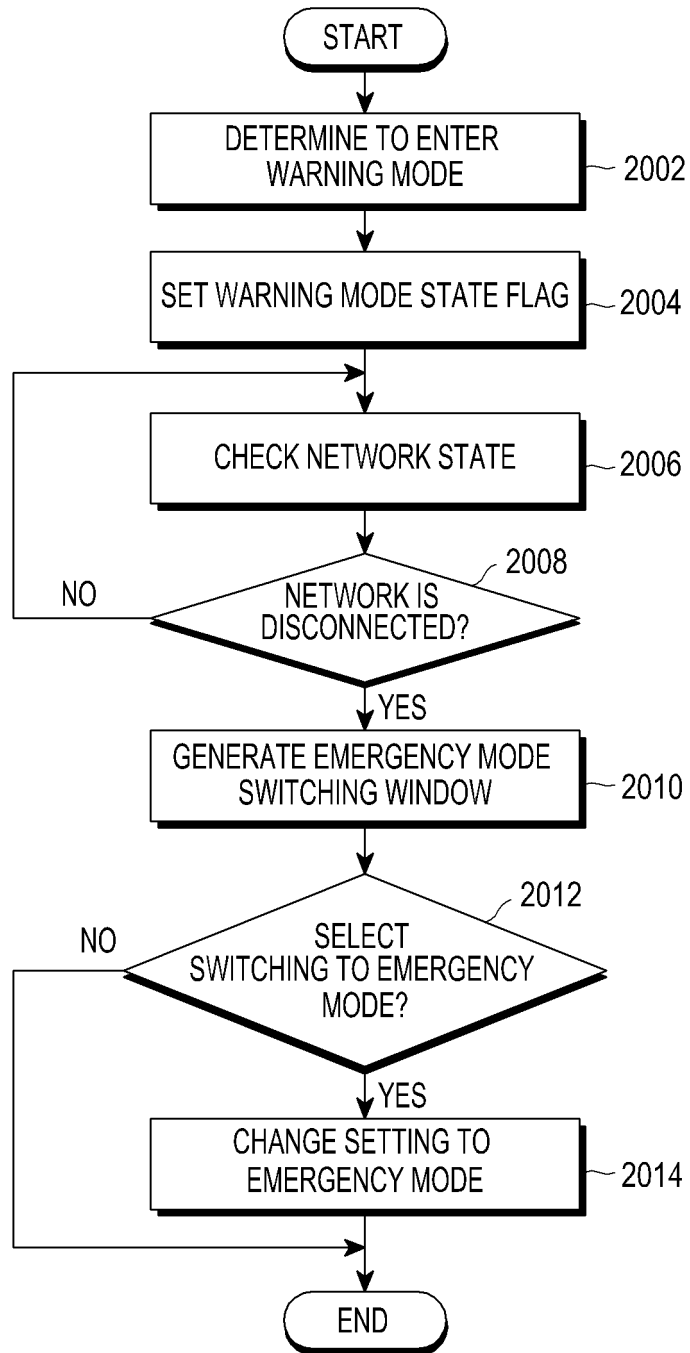 START
DETERMINE TO ENTER
WARNING MODE
2002
SET WARNING MODE STATE FLAG
2004
CHECK NETWORK STATE
2006
2008
NO
NETWORK IS
DISCONNECTED?
YES
GENERATE EMERGENCY MODE
SWITCHING WINDOW
2010
2012
NO
SELECT
SWITCHING TO EMERGENCY
MODE?
YES
CHANGE SETTING TO
EMERGENCY MODE
2014
END